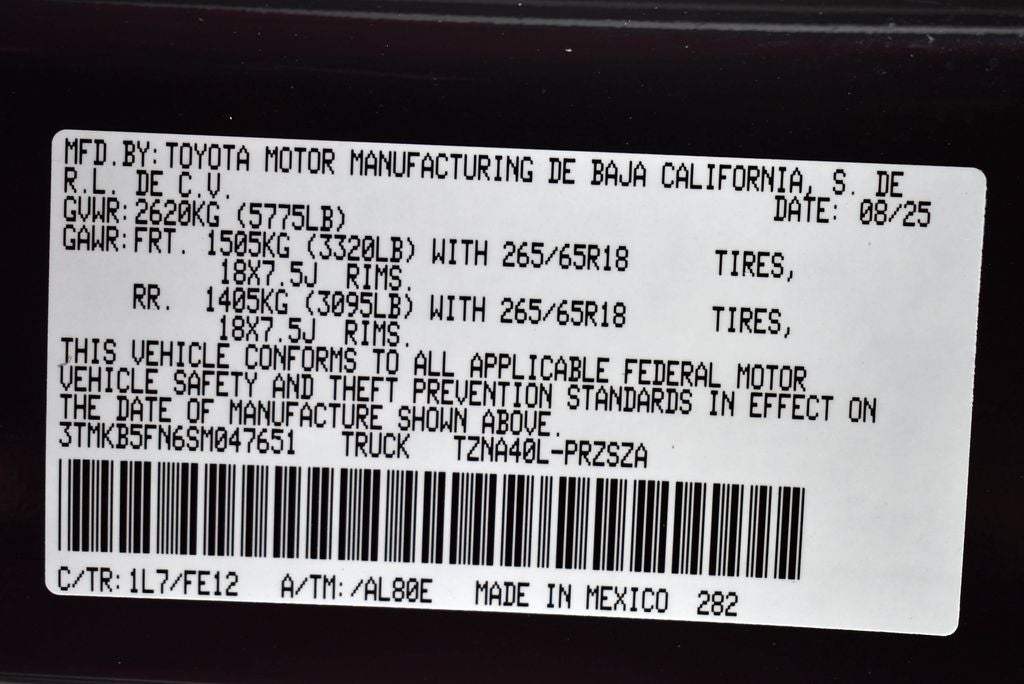 MFD.BY: TOYOTA MOTOR MANUFACTURING DE BAJA CALIFORNIA, S. DE
R.L. DE C.V. DATE: 08/25
GVWR: 2620KG (5775LB)
GAWR: FRT. 1505KG (3320LB) WITH 265/65R18 TIRES,
18X7.5J RIMS.
RR. 1405KG (3095LB) WITH 265/65R18 TIRES,
18X7.5J RIMS.
THIS VEHICLE CONFORMS TO ALL APPLICABLE FEDERAL MOTOR
VEHICLE SAFETY AND THEFT PREVENTION STANDARDS IN EFFECT ON
THE DATE OF MANUFACTURE SHOWN ABOVE.
3TMKB5FN6SM047651 TRUCK TZNA40L-PRZSZA
C/TR: 1L7/FE12 A/TM: /AL80E MADE IN MEXICO 282